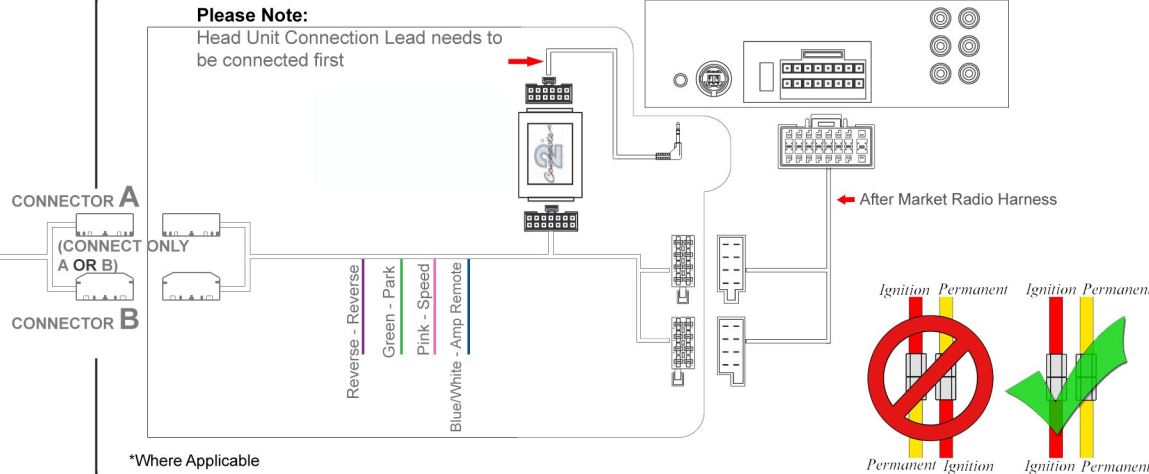 Please Note:
Head Unit Connection Lead needs to
be connected first
Connects
2
CONNECTOR A
(CONNECT ONLY
A OR B)
CONNECTOR B
Reverse - Reverse
Green - Park
Pink - Speed
Blue/White - Amp Remote
After Market Radio Harness
Ignition Permanent
Ignition Permanent
Permanent Ignition
Ignition Permanent
*Where Applicable